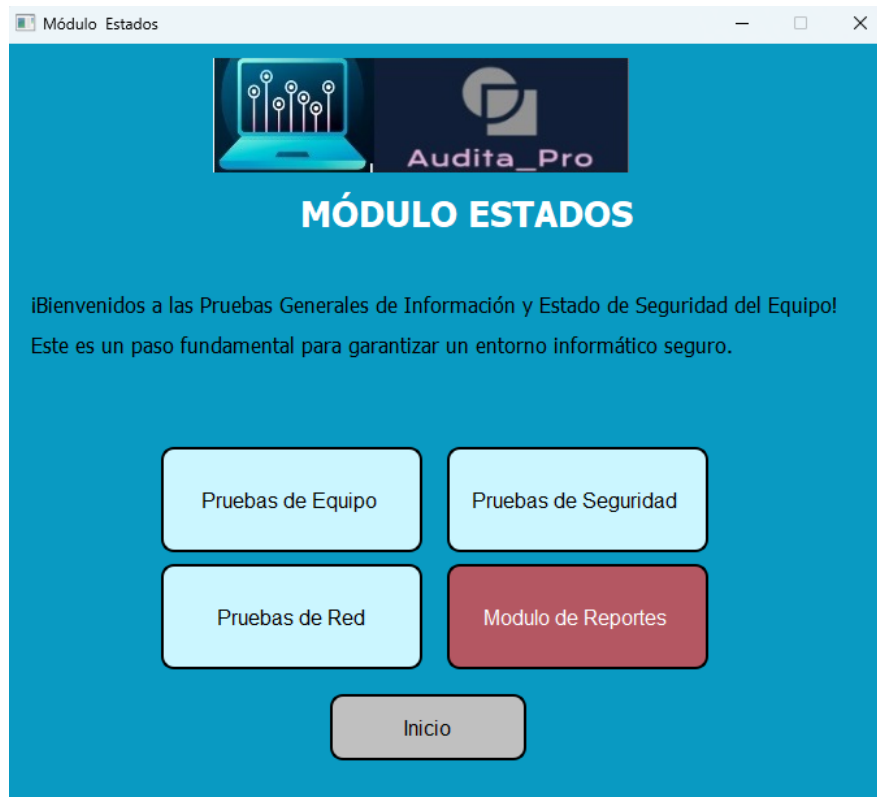 Módulo Estados
Audita_Pro
MÓDULO ESTADOS
¡Bienvenidos a las Pruebas Generales de Información y Estado de Seguridad del Equipo!
Este es un paso fundamental para garantizar un entorno informático seguro.
Pruebas de Equipo
Pruebas de Seguridad
Pruebas de Red
Modulo de Reportes
Inicio